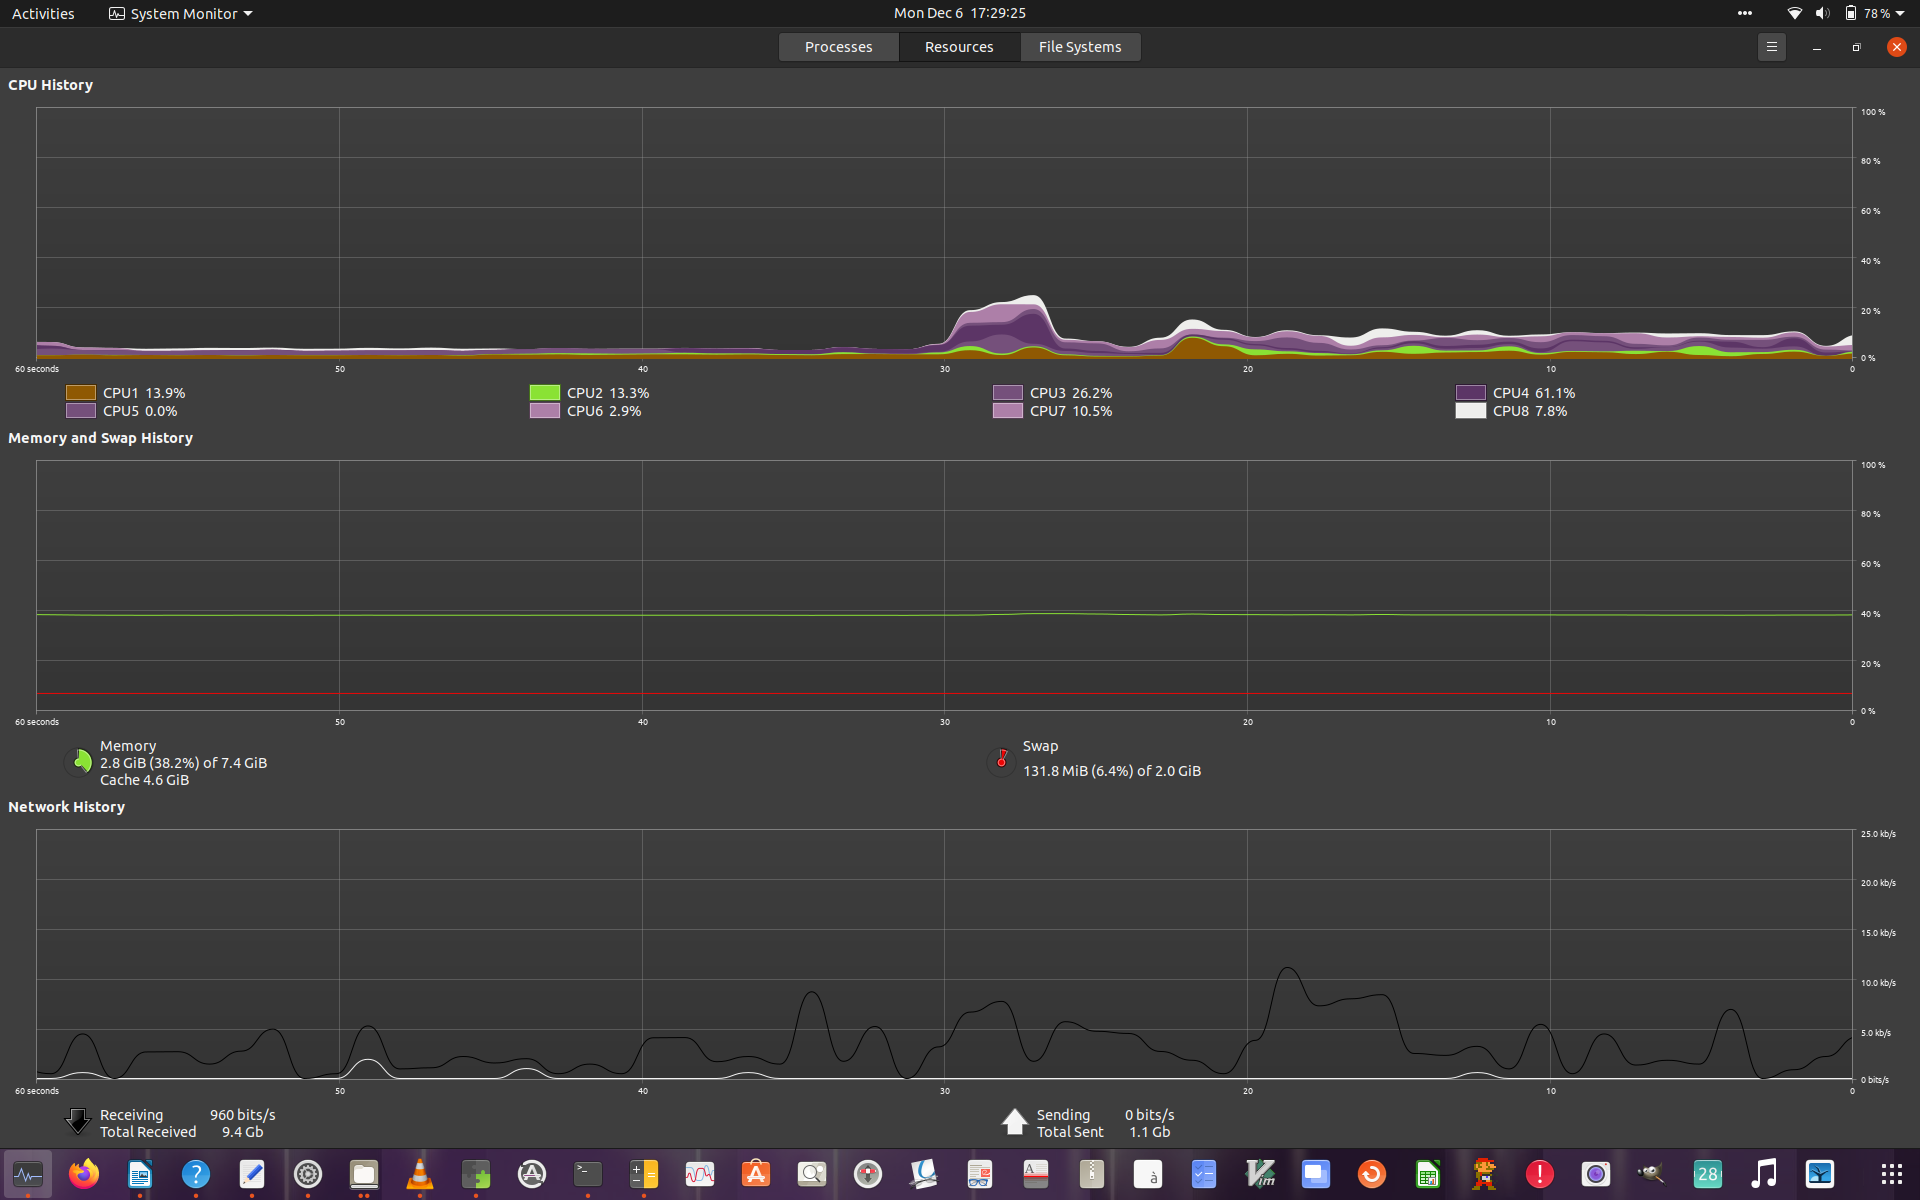 Activities System Monitor Mon Dec 6 17:29:25 78 %
Processes Resources File Systems
CPU History
100 %
80 %
60 %
40 %
20 %
0 %
60 seconds 50 40 30 20 10 0
CPU1 13.9% CPU2 13.3% CPU3 26.2% CPU4 61.1%
CPU5 0.0% CPU6 2.9% CPU7 10.5% CPU8 7.8%
Memory and Swap History
100 %
80 %
60 %
40 %
20 %
0 %
60 seconds 50 40 30 20 10 0
Memory
2.8 GiB (38.2%) of 7.4 GiB
Cache 4.6 GiB
Swap
131.8 MiB (6.4%) of 2.0 GiB
Network History
25.0 kb/s
20.0 kb/s
15.0 kb/s
10.0 kb/s
5.0 kb/s
0 bits/s
60 seconds 50 40 30 20 10 0
Receiving 960 bits/s
Total Received 9.4 Gb
Sending 0 bits/s
Total Sent 1.1 Gb
? >_ A à Vim ! 28